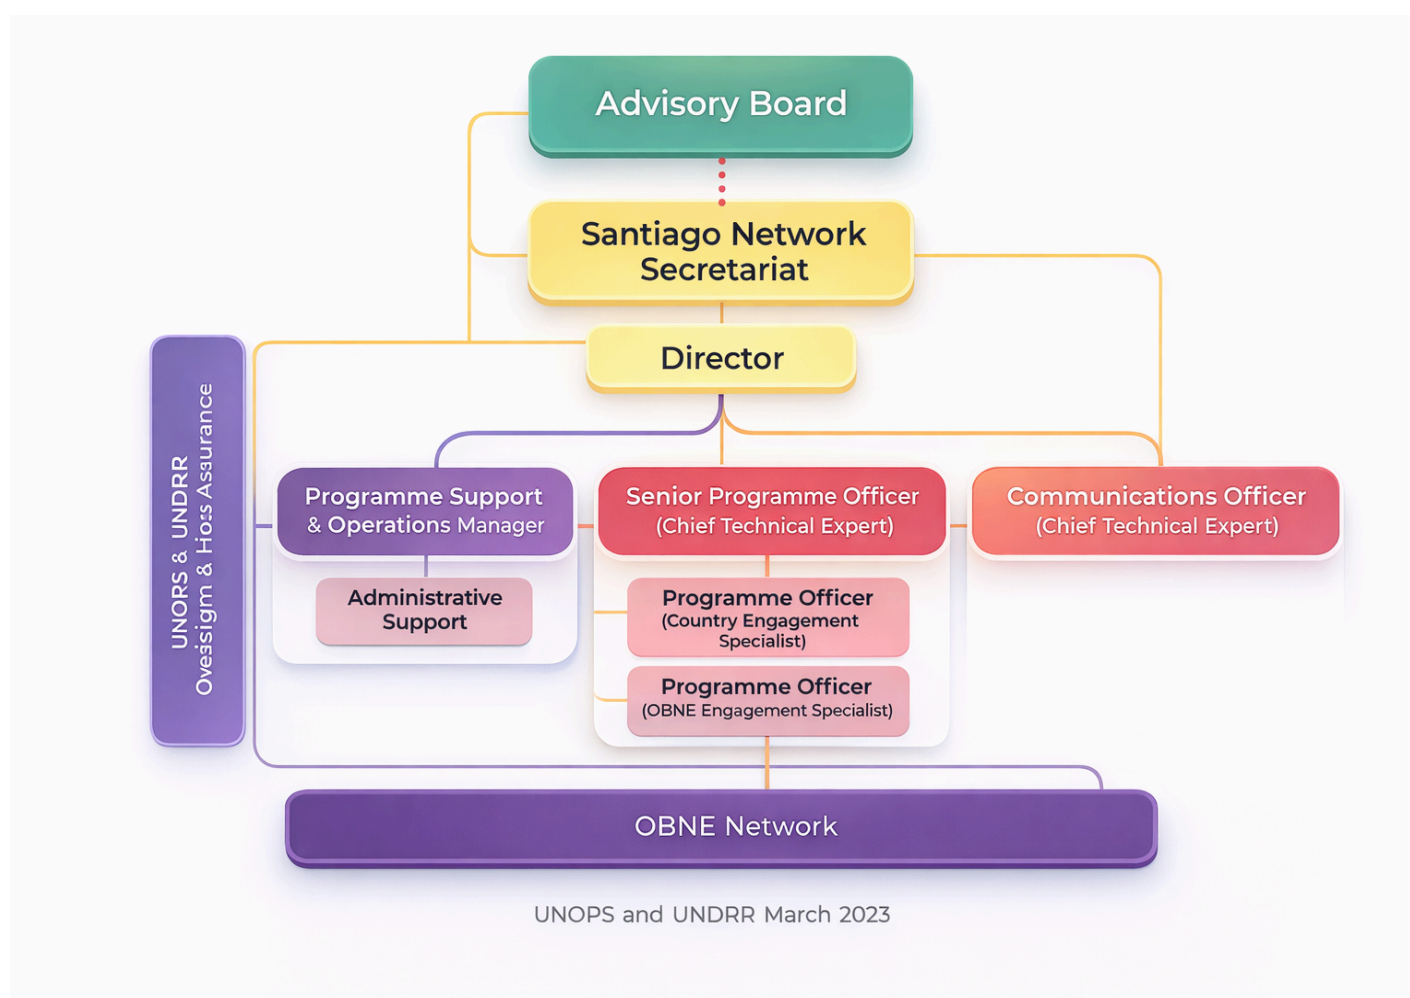 Advisory Board
Santiago Network
Secretariat
Director
UNORS & UNDRR
Ovesisigm & Hoss Assurance
Programme Support
& Operations Manager
Senior Programme Officer
(Chief Technical Expert)
Communications Officer
(Chief Technical Expert)
Administrative
Support
Programme Officer
(Country Engagement
Specialist)
Programme Officer
(OBNE Engagement Specialist)
OBNE Network
UNOPS and UNDRR March 2023